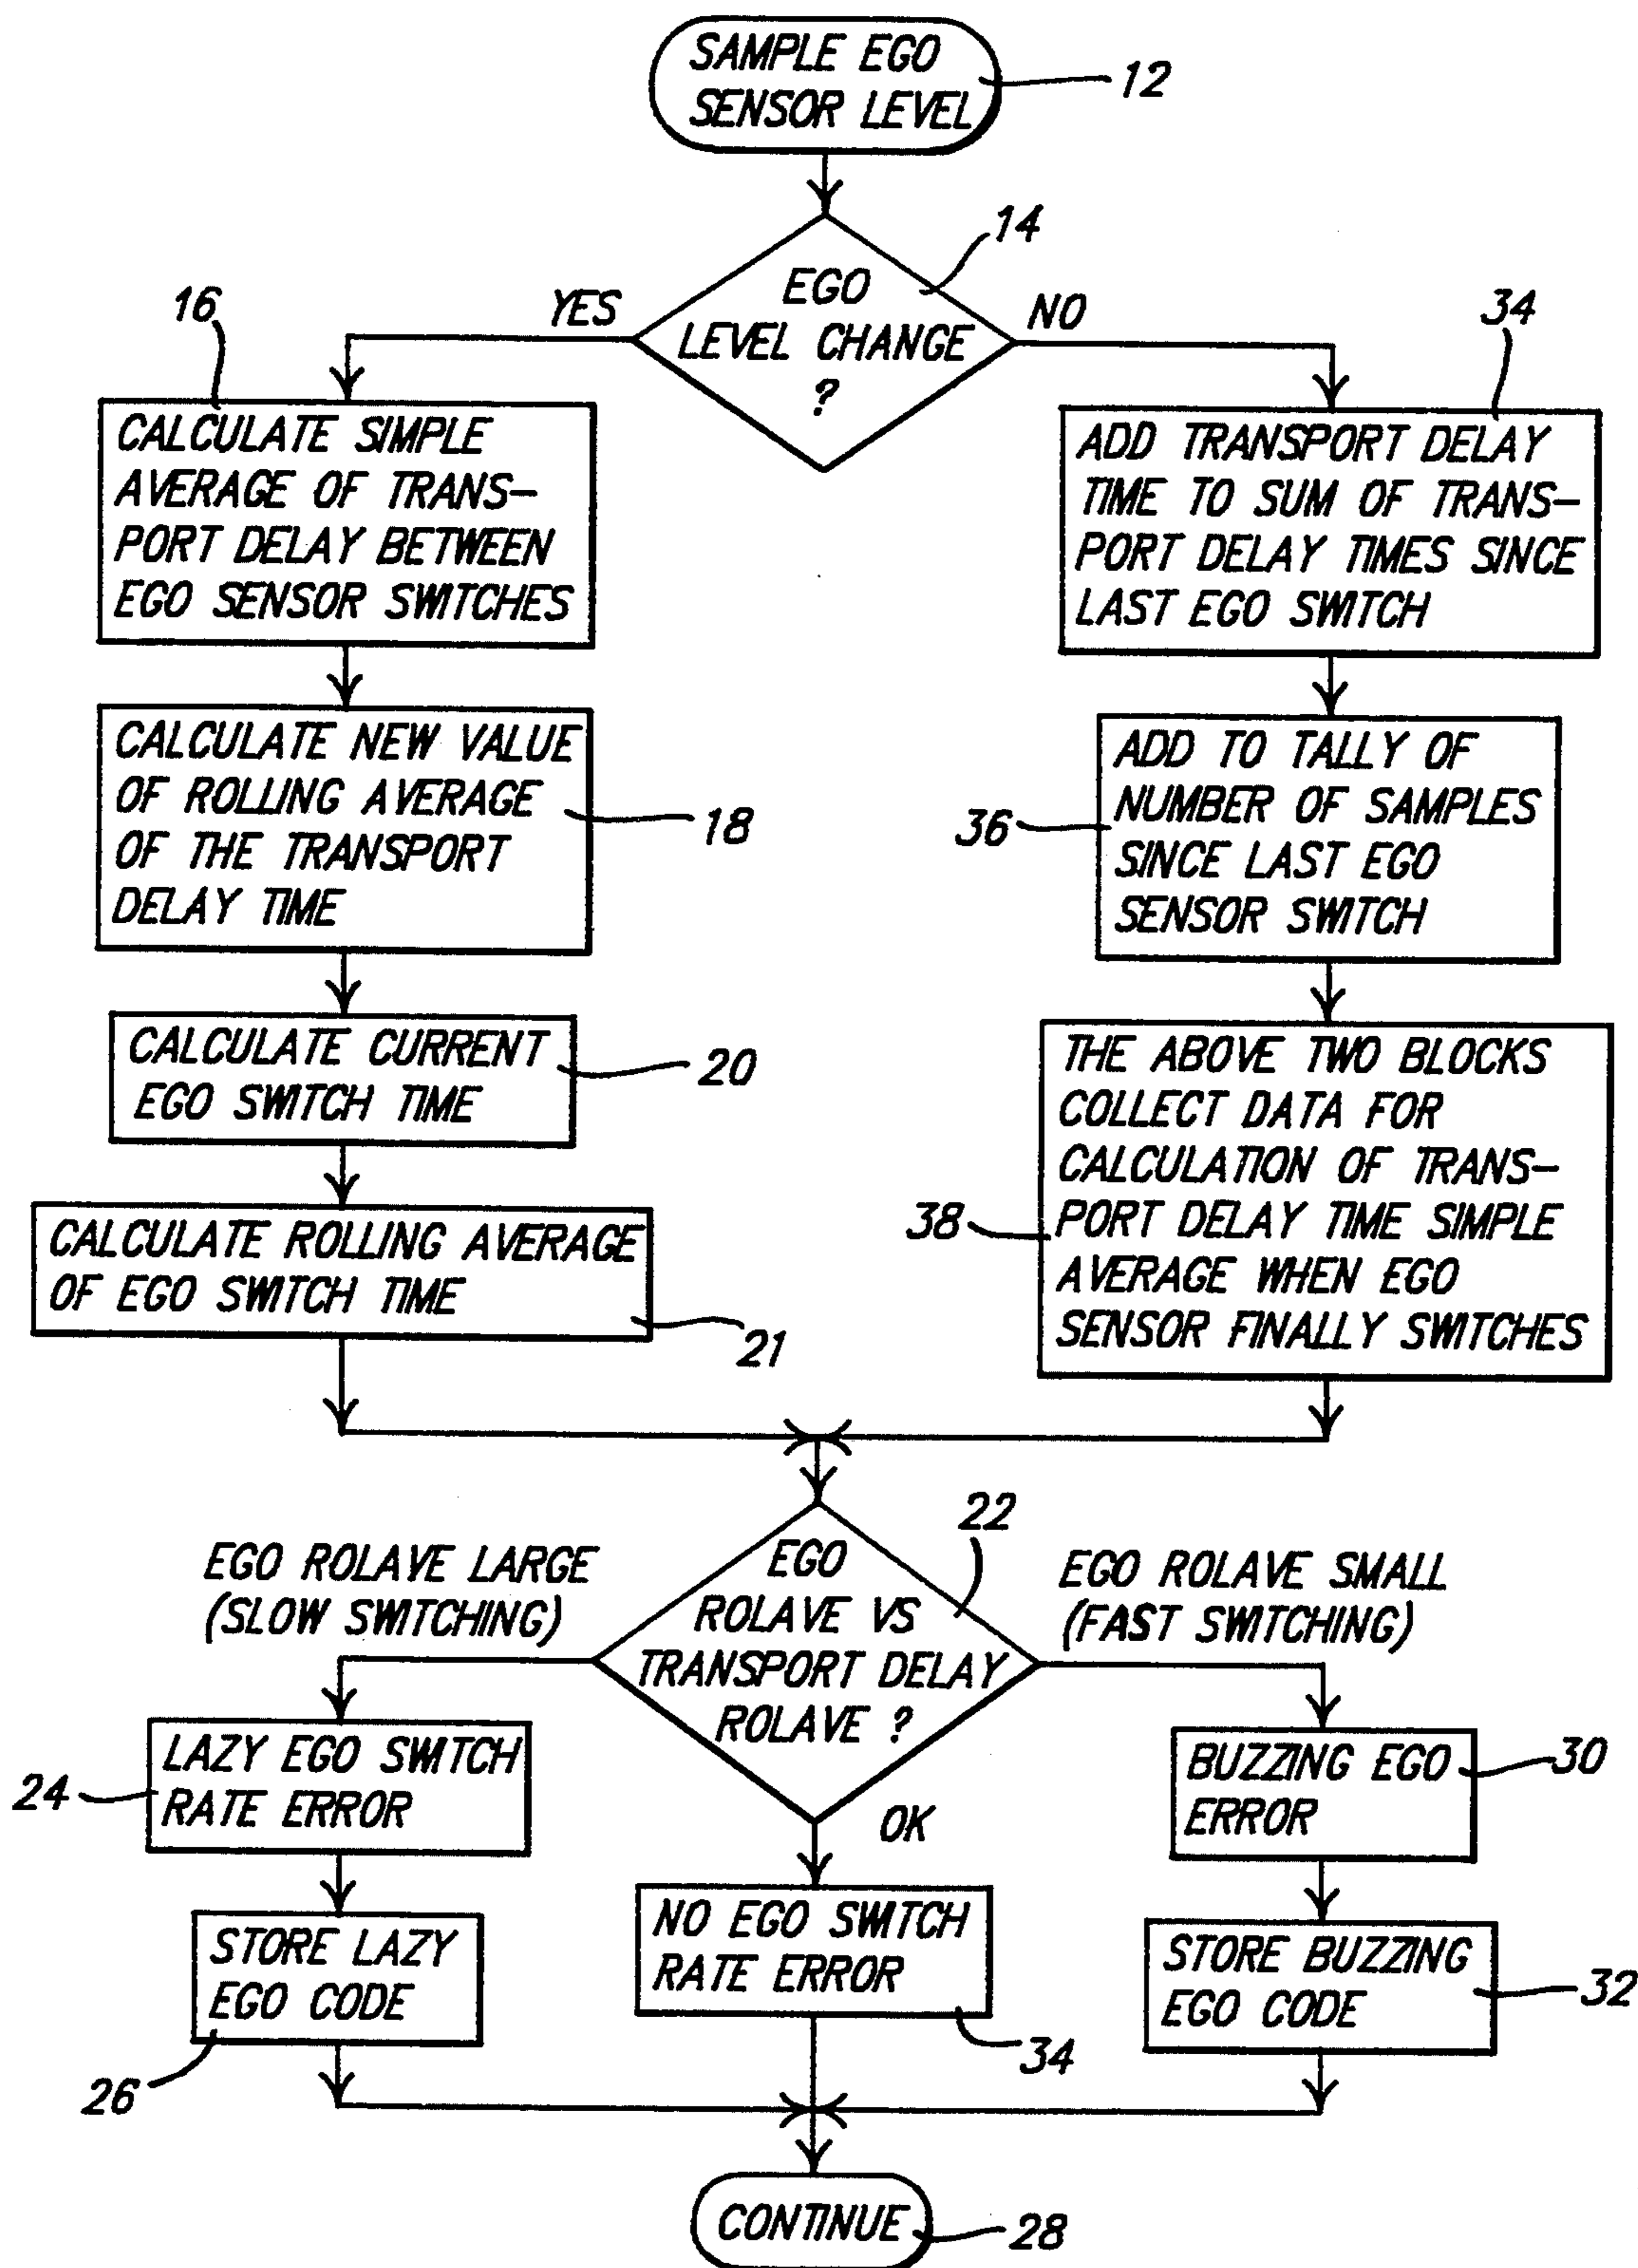 SAMPLE EGO
SENSOR LEVEL
12
14
EGO
LEVEL CHANGE
?
YES
NO
16
CALCULATE SIMPLE
AVERAGE OF TRANS-
PORT DELAY BETWEEN
EGO SENSOR SWITCHES
34
ADD TRANSPORT DELAY
TIME TO SUM OF TRANS-
PORT DELAY TIMES SINCE
LAST EGO SWITCH
CALCULATE NEW VALUE
OF ROLLING AVERAGE
OF THE TRANSPORT
DELAY TIME
18
36
ADD TO TALLY OF
NUMBER OF SAMPLES
SINCE LAST EGO
SENSOR SWITCH
CALCULATE CURRENT
EGO SWITCH TIME
20
38
THE ABOVE TWO BLOCKS
COLLECT DATA FOR
CALCULATION OF TRANS-
PORT DELAY TIME SIMPLE
AVERAGE WHEN EGO
SENSOR FINALLY SWITCHES
CALCULATE ROLLING AVERAGE
OF EGO SWITCH TIME
21
22
EGO
ROLAVE VS
TRANSPORT DELAY
ROLAVE ?
EGO ROLAVE LARGE
(SLOW SWITCHING)
EGO ROLAVE SMALL
(FAST SWITCHING)
OK
24
LAZY EGO SWITCH
RATE ERROR
BUZZING EGO
ERROR
30
STORE LAZY
EGO CODE
26
NO EGO SWITCH
RATE ERROR
34
STORE BUZZING
EGO CODE
32
CONTINUE
28